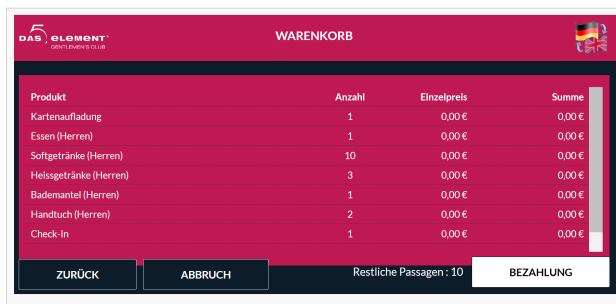 DAS 5 ELEMENT
GENTLEMEN'S CLUB
WARENKORB
Produkt Anzahl Einzelpreis Summe
Kartenaufladung 1 0,00 € 0,00 €
Essen (Herren) 1 0,00 € 0,00 €
Softgetränke (Herren) 10 0,00 € 0,00 €
Heissgetränke (Herren) 3 0,00 € 0,00 €
Bademantel (Herren) 1 0,00 € 0,00 €
Handtuch (Herren) 2 0,00 € 0,00 €
Check-In 1 0,00 € 0,00 €
ZURÜCK ABBRUCH Restliche Passagen : 10 BEZAHLUNG